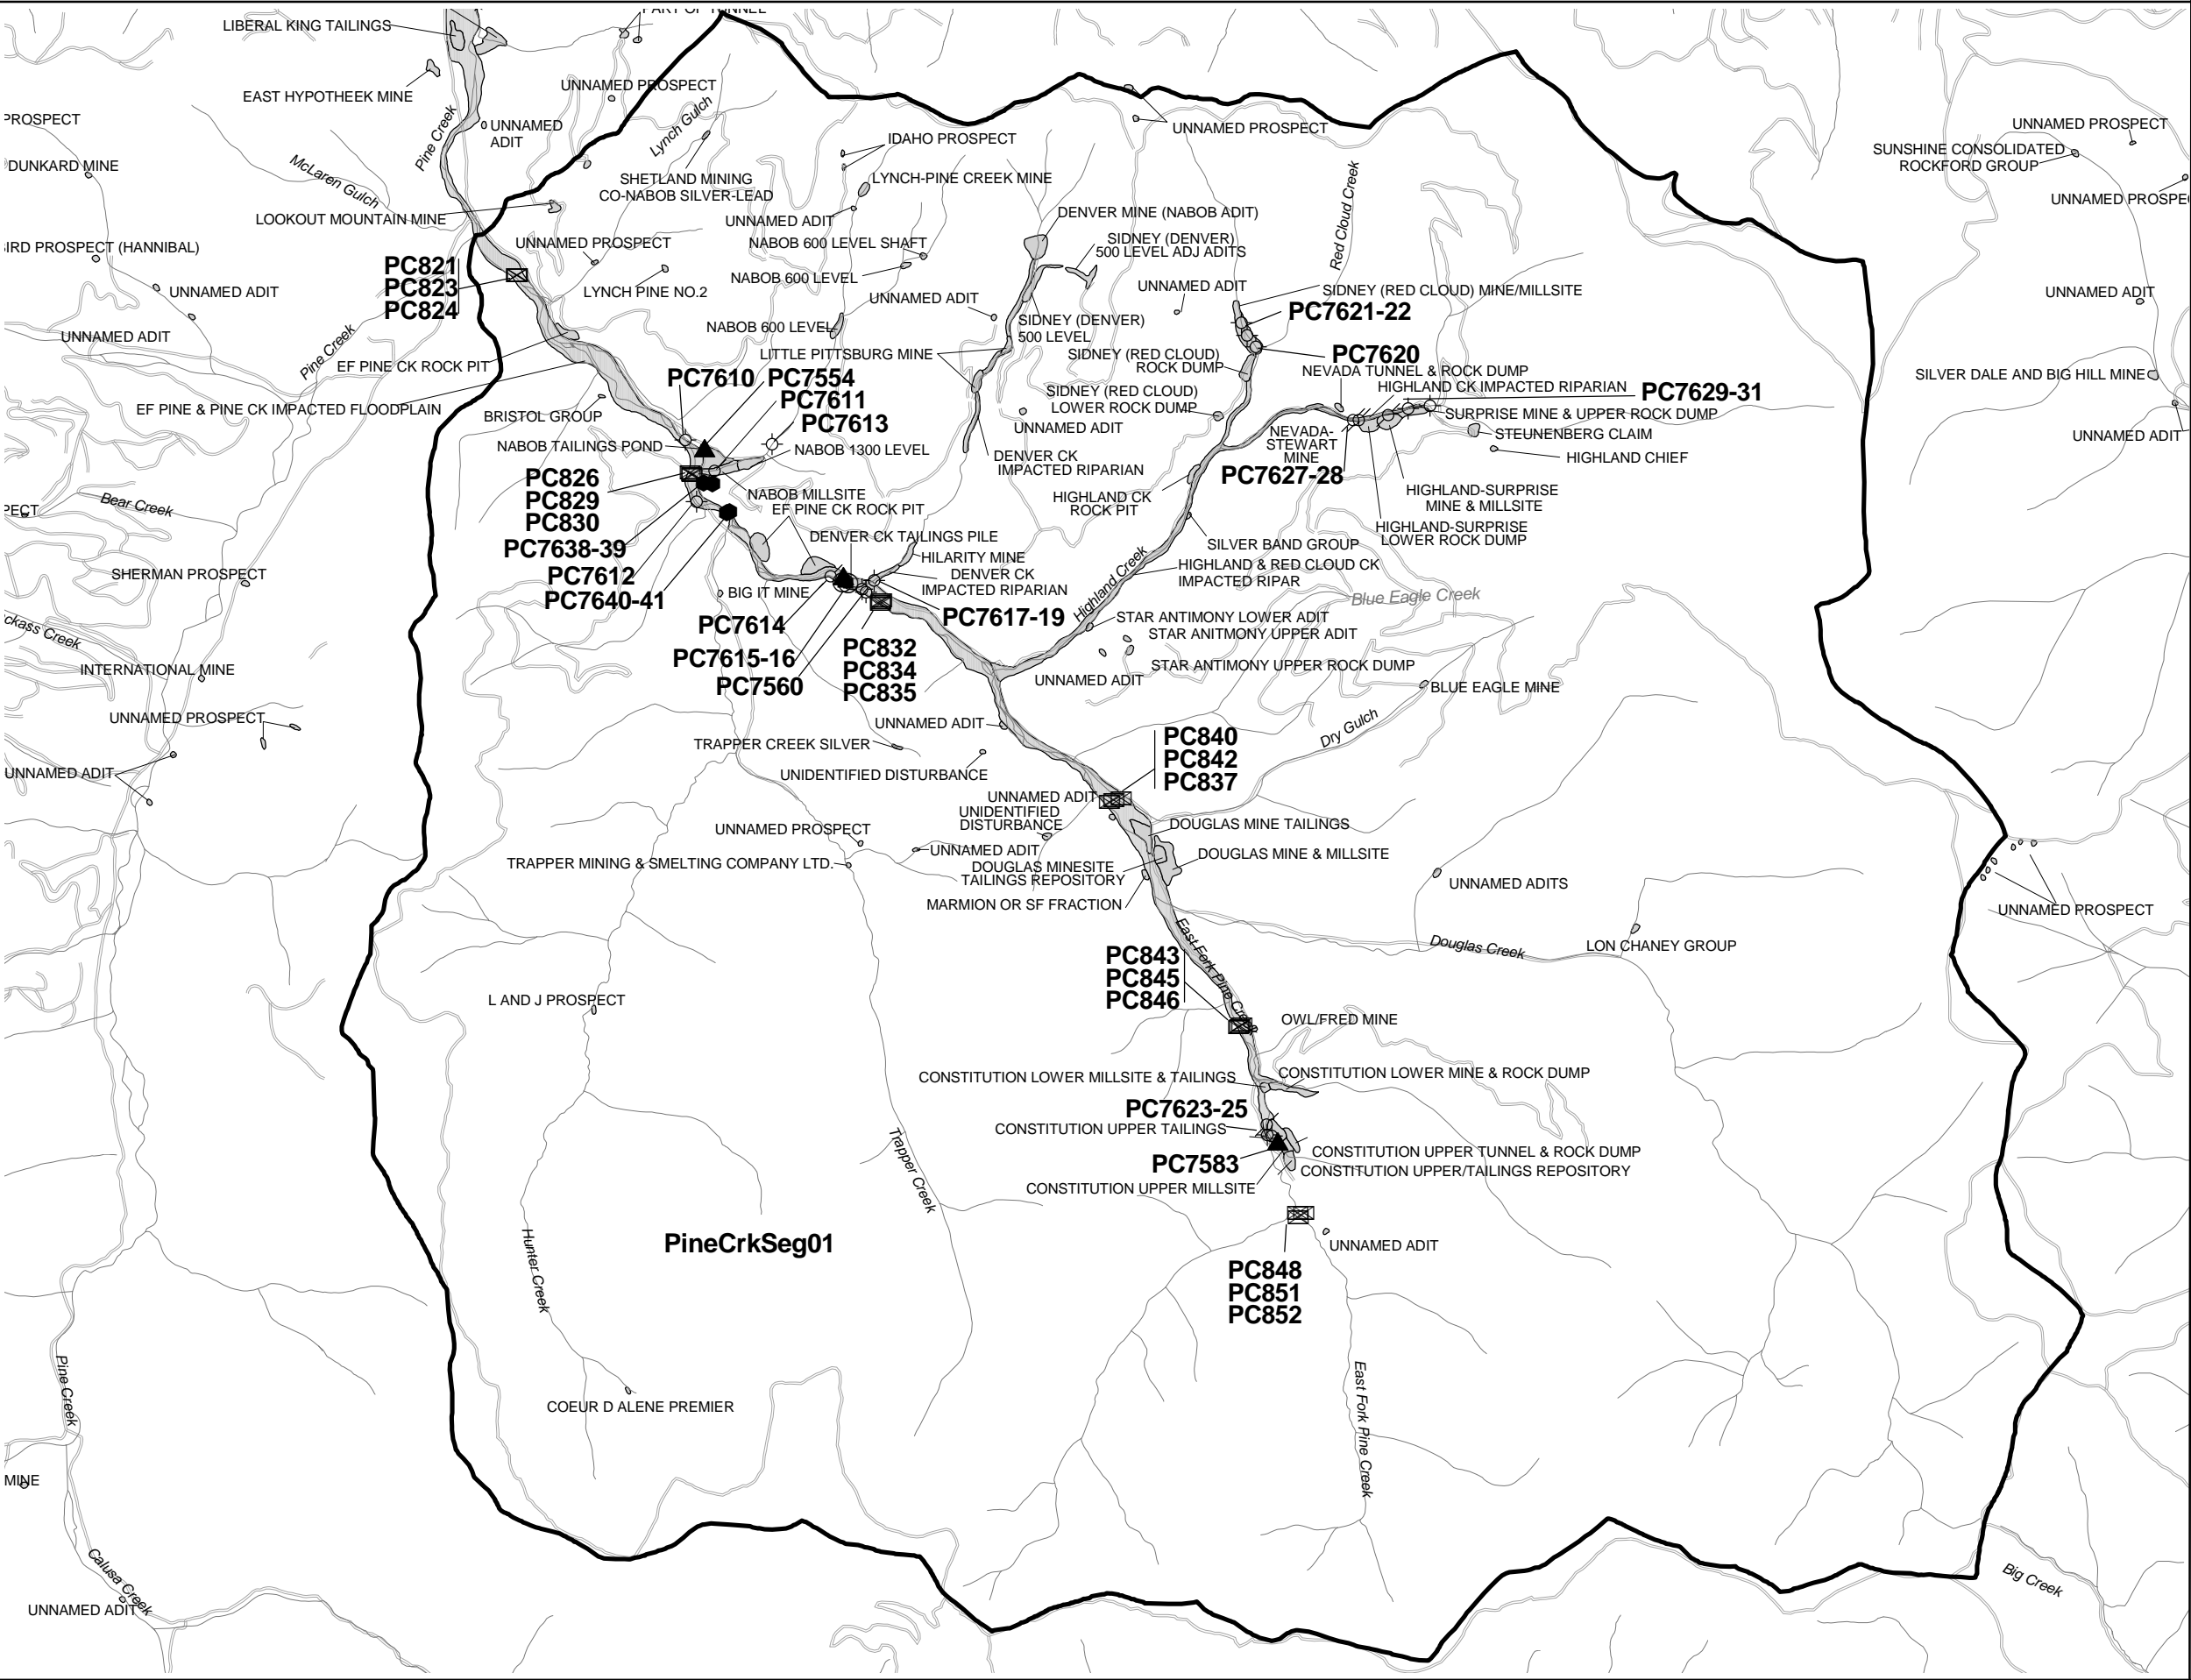 PART OF TUNNEL
LIBERAL KING TAILINGS
EAST HYPOTHEEK MINE
UNNAMED PROSPECT
PROSPECT
UNNAMED
ADIT
Pine Creek
Lynch Gulch
IDAHO PROSPECT
UNNAMED PROSPECT
UNNAMED PROSPECT
SUNSHINE CONSOLIDATED
ROCKFORD GROUP
DUNKARD MINE
McLaren Gulch
SHETLAND MINING
CO-NABOB SILVER-LEAD
LYNCH-PINE CREEK MINE
UNNAMED PROSPE
LOOKOUT MOUNTAIN MINE
UNNAMED ADIT
DENVER MINE (NABOB ADIT)
Red Cloud Creek
IRD PROSPECT (HANNIBAL)
UNNAMED PROSPECT
NABOB 600 LEVEL SHAFT
SIDNEY (DENVER)
500 LEVEL ADJ ADITS
PC821
PC823
PC824
NABOB 600 LEVEL
UNNAMED ADIT
LYNCH PINE NO.2
UNNAMED ADIT
UNNAMED ADIT
SIDNEY (RED CLOUD) MINE/MILLSITE
UNNAMED ADIT
PC7621-22
UNNAMED ADIT
Pine Creek
NABOB 600 LEVEL
SIDNEY (DENVER)
500 LEVEL
EF PINE CK ROCK PIT
LITTLE PITTSBURG MINE
SIDNEY (RED CLOUD)
ROCK DUMP
PC7620
NEVADA TUNNEL & ROCK DUMP
SILVER DALE AND BIG HILL MINE
PC7610
PC7554
HIGHLAND CK IMPACTED RIPARIAN
PC7629-31
EF PINE & PINE CK IMPACTED FLOODPLAIN
PC7611
SIDNEY (RED CLOUD)
LOWER ROCK DUMP
SURPRISE MINE & UPPER ROCK DUMP
BRISTOL GROUP
PC7613
UNNAMED ADIT
NEVADA-
STEWART
MINE
STEUNENBERG CLAIM
UNNAMED ADIT
NABOB TAILINGS POND
NABOB 1300 LEVEL
DENVER CK
IMPACTED RIPARIAN
HIGHLAND CHIEF
PC7627-28
PC826
PC829
PC830
Bear Creek
PECT
NABOB MILLSITE
EF PINE CK ROCK PIT
HIGHLAND CK
ROCK PIT
HIGHLAND-SURPRISE
MINE & MILLSITE
HIGHLAND-SURPRISE
LOWER ROCK DUMP
PC7638-39
DENVER CK TAILINGS PILE
SILVER BAND GROUP
HILARITY MINE
HIGHLAND & RED CLOUD CK
IMPACTED RIPAR
SHERMAN PROSPECT
PC7612
DENVER CK
IMPACTED RIPARIAN
Highland Creek
Blue Eagle Creek
PC7640-41
BIG IT MINE
ckass Creek
PC7614
PC7617-19
STAR ANTIMONY LOWER ADIT
STAR ANITMONY UPPER ADIT
INTERNATIONAL MINE
PC7615-16
PC832
PC834
PC835
STAR ANTIMONY UPPER ROCK DUMP
PC7560
UNNAMED ADIT
BLUE EAGLE MINE
UNNAMED PROSPECT
UNNAMED ADIT
Dry Gulch
TRAPPER CREEK SILVER
PC840
PC842
PC837
UNNAMED ADIT
UNIDENTIFIED DISTURBANCE
UNNAMED ADIT
UNIDENTIFIED
DISTURBANCE
UNNAMED PROSPECT
DOUGLAS MINE TAILINGS
TRAPPER MINING & SMELTING COMPANY LTD.
UNNAMED ADIT
DOUGLAS MINE & MILLSITE
DOUGLAS MINESITE
TAILINGS REPOSITORY
UNNAMED ADITS
MARMION OR SF FRACTION
UNNAMED PROSPECT
East Fork Pine Creek
Douglas Creek
LON CHANEY GROUP
PC843
PC845
PC846
L AND J PROSPECT
OWL/FRED MINE
CONSTITUTION LOWER MILLSITE & TAILINGS
CONSTITUTION LOWER MINE & ROCK DUMP
PC7623-25
CONSTITUTION UPPER TAILINGS
Trapper Creek
CONSTITUTION UPPER TUNNEL & ROCK DUMP
PC7583
CONSTITUTION UPPER/TAILINGS REPOSITORY
CONSTITUTION UPPER MILLSITE
PineCrkSeg01
Hunter Creek
UNNAMED ADIT
PC848
PC851
PC852
Pine Creek
East Fork Pine Creek
COEUR D ALENE PREMIER
MINE
Calusa Creek
UNNAMED ADIT
Big Creek